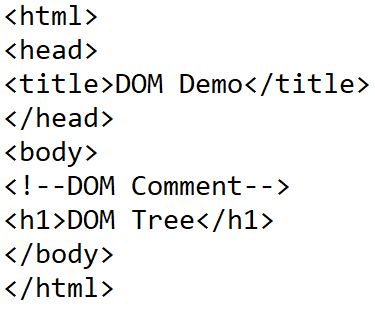 <html>
<head>
<title>DOM Demo</title>
</head>
<body>
<!--DOM Comment-->
<h1>DOM Tree</h1>
</body>
</html>